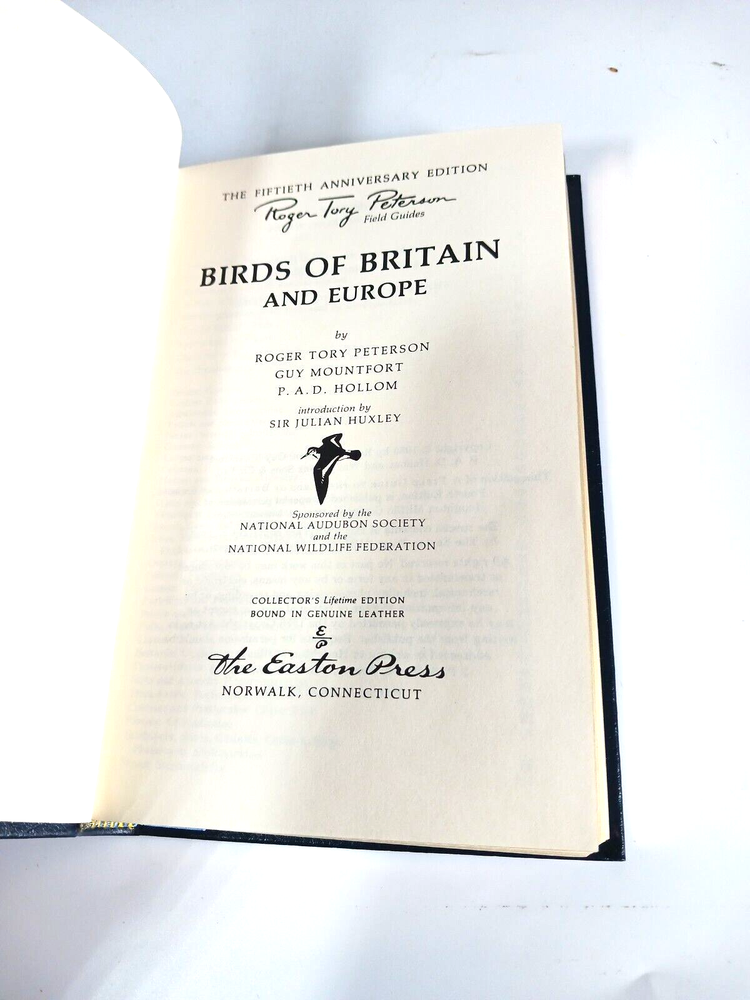 THE FIFTIETH ANNIVERSARY EDITION
Roger Tory Peterson
Field Guides
BIRDS OF BRITAIN
AND EUROPE
by
ROGER TORY PETERSON
GUY MOUNTFORT
P. A. D. HOLLOM
introduction by
SIR JULIAN HUXLEY
Sponsored by the
NATIONAL AUDUBON SOCIETY
and the
NATIONAL WILDLIFE FEDERATION
COLLECTOR'S Lifetime EDITION
BOUND IN GENUINE LEATHER
E
P
The Easton Press
NORWALK, CONNECTICUT